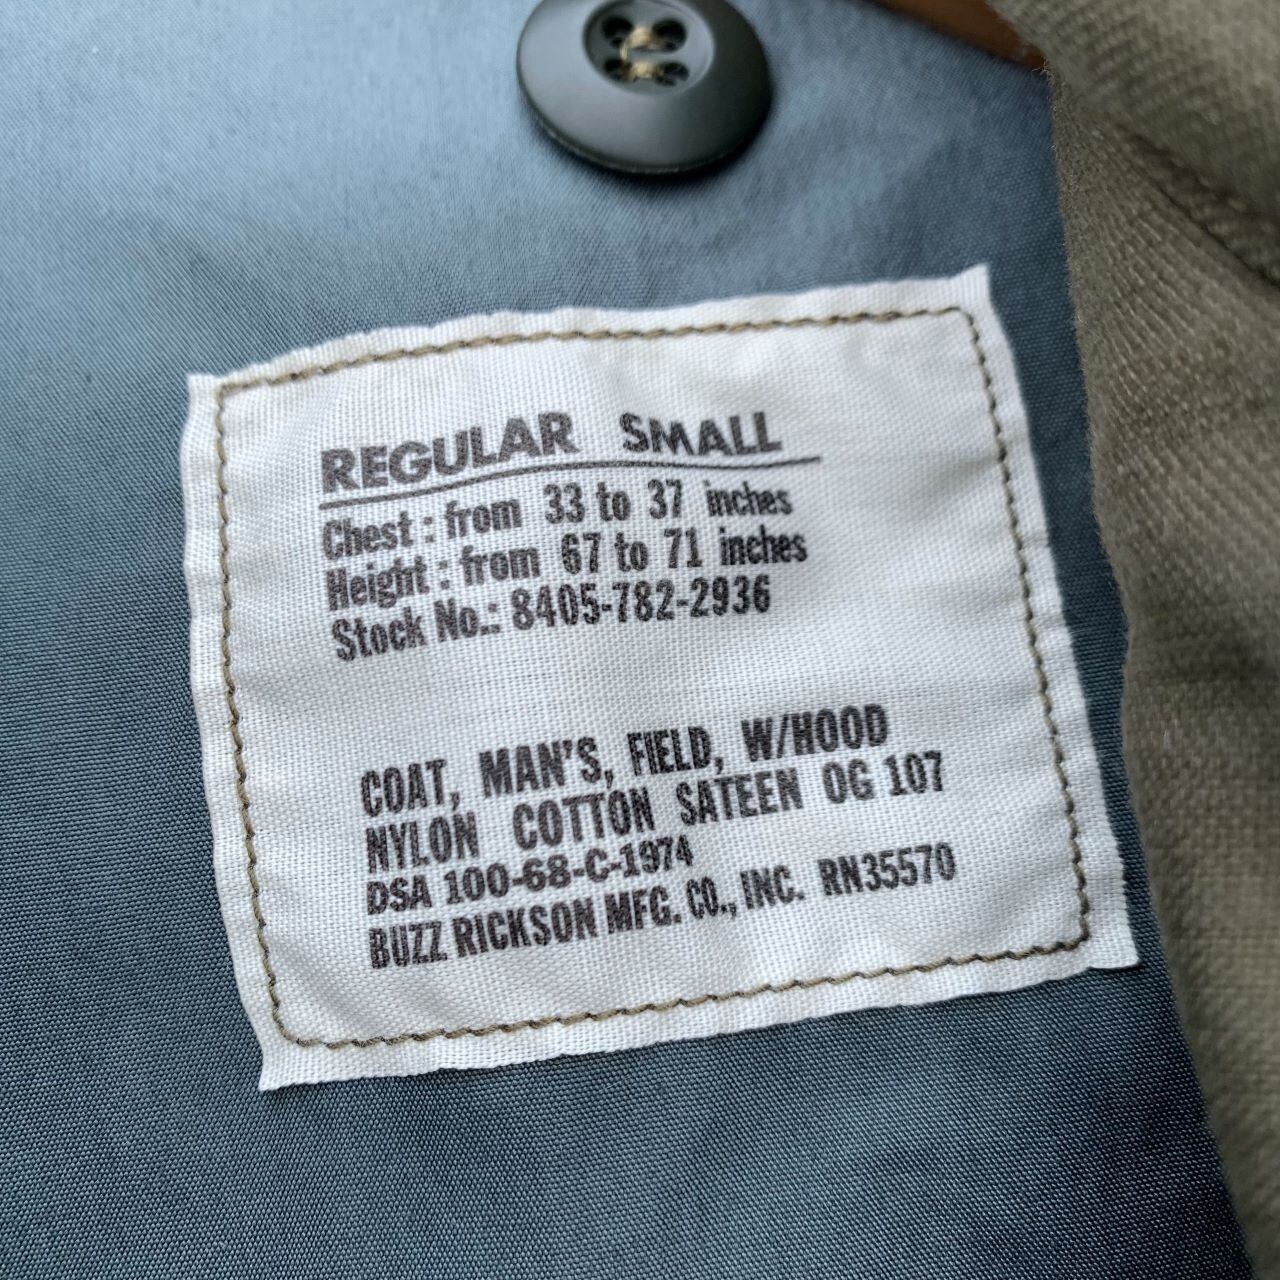 REGULAR SMALL
Chest : from 33 to 37 inches
Height : from 67 to 71 inches
Stock No.: 8405-782-2936
COAT, MAN'S, FIELD, W/HOOD
NYLON COTTON SATEEN OG 107
DSA 100-68-C-1974
BUZZ RICKSON MFG. CO., INC. RN35570